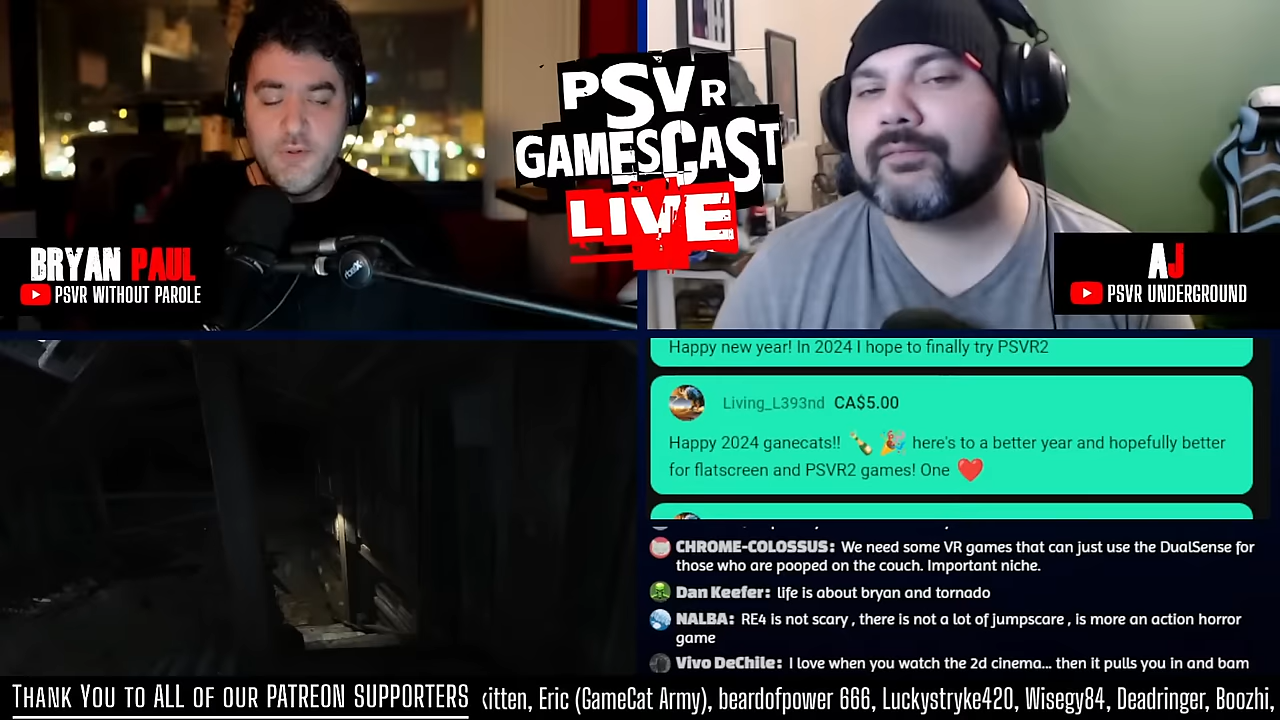 PSVR
GAMESCAST
LIVE
BRYAN PAUL
PSVR WITHOUT PAROLE
AJ
PSVR UNDERGROUND
Happy new year! In 2024 I hope to finally try PSVR2
Living_L393nd CA$5.00
Happy 2024 ganecats!! 🍾 🎉 here's to a better year and hopefully better
for flatscreen and PSVR2 games! One ❤️
CHROME-COLOSSUS: We need some VR games that can just use the DualSense for
those who are pooped on the couch. Important niche.
Dan Keefer: life is about bryan and tornado
NALBA: RE4 is not scary , there is not a lot of jumpscare , is more an action horror
game
Vivo DeChile: I love when you watch the 2d cinema... then it pulls you in and bam
THANK YOU TO ALL OF OUR PATREON SUPPORTERS
kitten, Eric (GameCat Army), beardofpower 666, Luckystryke420, Wisegy84, Deadringer, Boozhi,